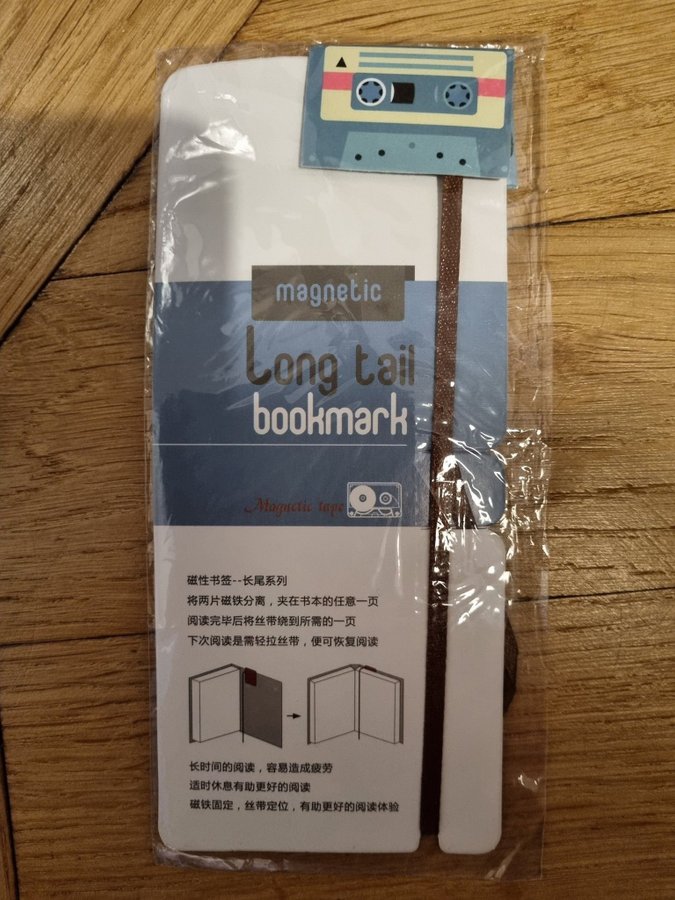 magnetic
Long tail
bookmark
Magnetic tape
磁性书签--长尾系列
将两片磁铁分离，夹在书本的任意一页
阅读完毕后将丝带绕到所需的一页
下次阅读是需轻拉丝带，便可恢复阅读
长时间的阅读，容易造成疲劳
适时休息有助更好的阅读
磁铁固定，丝带定位，有助更好的阅读体验